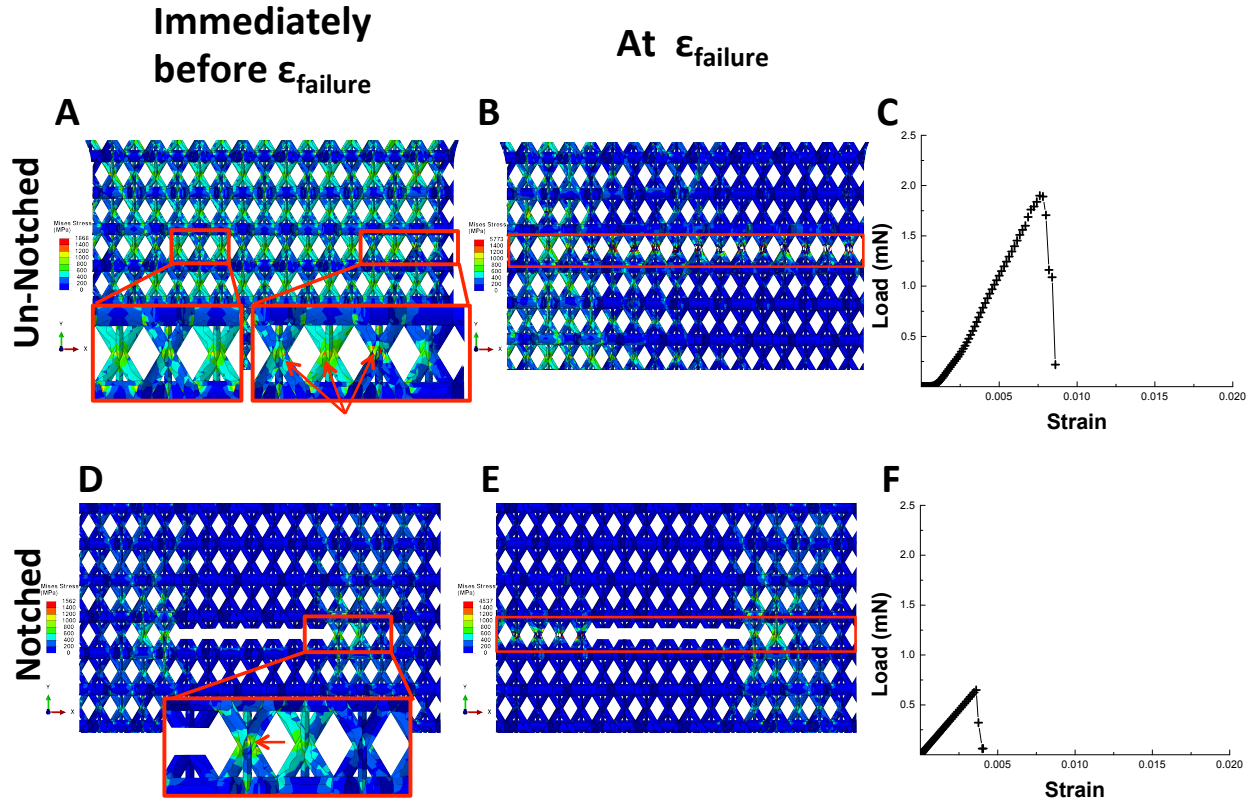 Immediately
before εfailure
At εfailure
Un-Notched
A
Mises Stress
(MPa)
1866
1400
1200
1000
800
600
400
200
0
Y
X
B
Mises Stress
(MPa)
5773
1400
1200
1000
800
600
400
200
0
Y
X
C
Load (mN)
2.5
2.0
1.5
1.0
0.5
0.005
0.010
0.015
0.020
Strain
Notched
D
Mises Stress
(MPa)
1562
1400
1200
1000
800
600
400
200
0
Y
X
E
Mises Stress
(MPa)
4537
1400
1200
1000
800
600
400
200
0
Y
X
F
Load (mN)
2.5
2.0
1.5
1.0
0.5
0.005
0.010
0.015
0.020
Strain